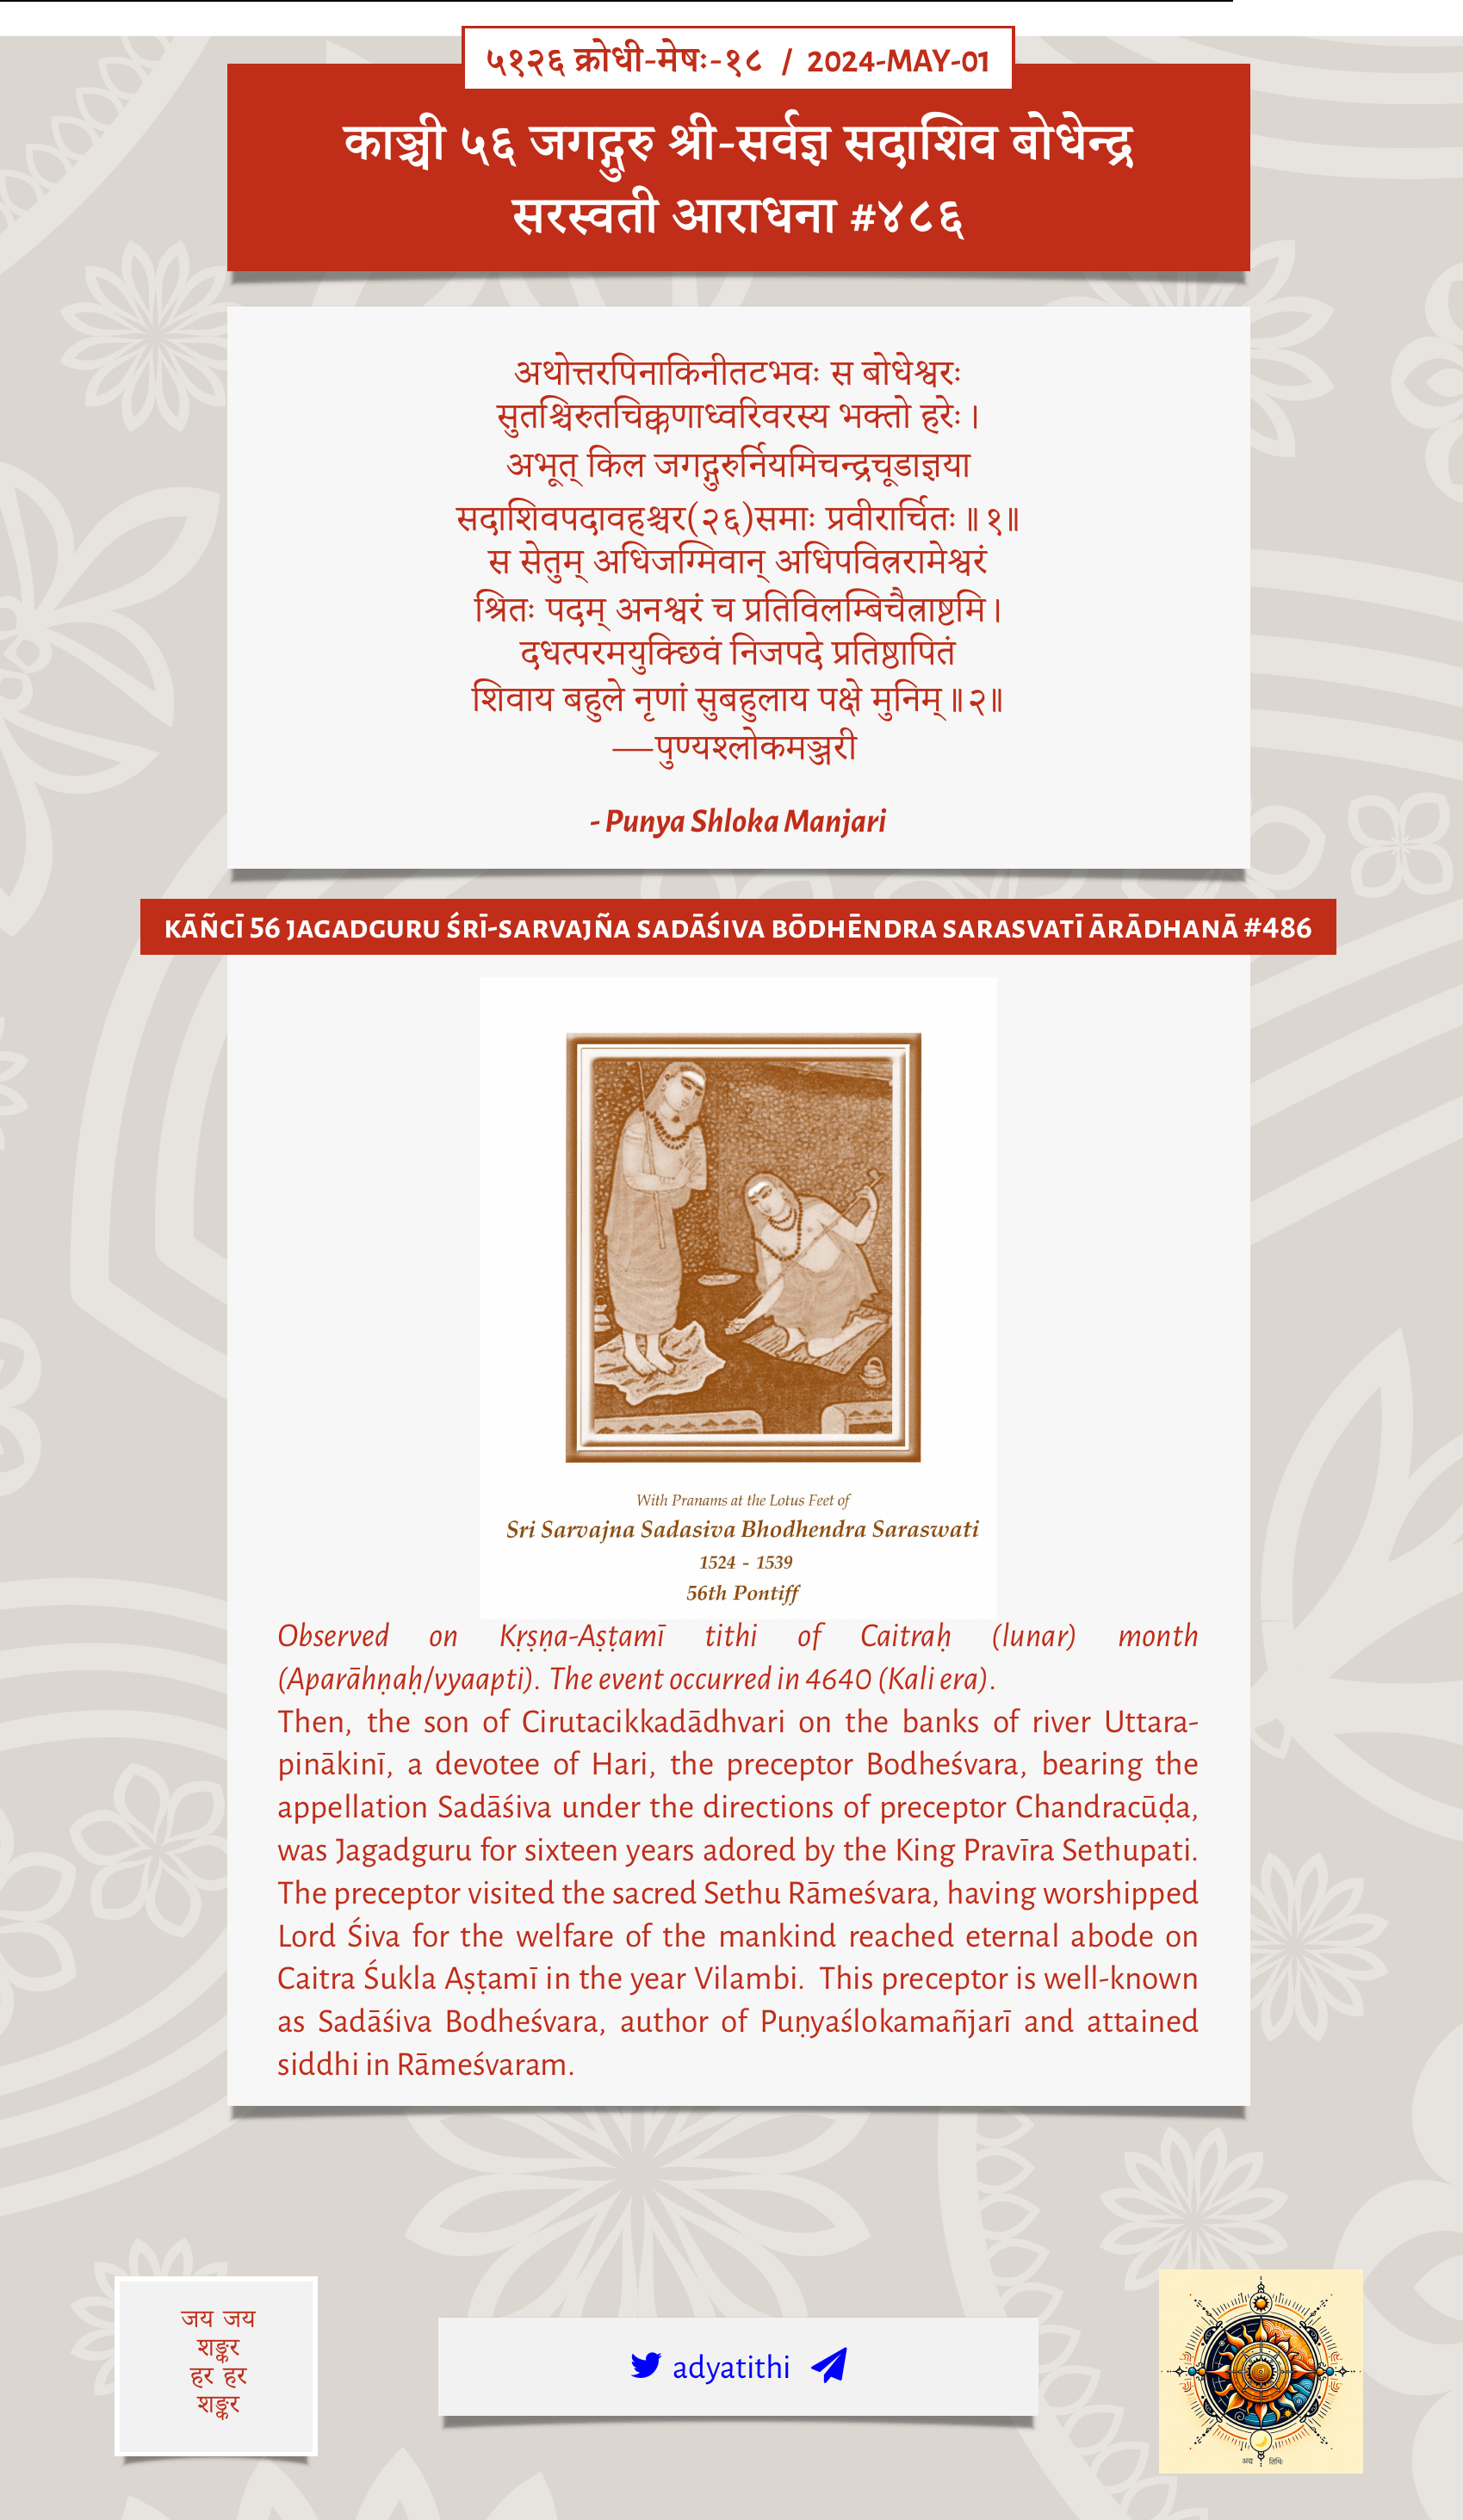 ५१२६ क्रोधी-मेषः-१८ / 2024-MAY-01
काञ्ची ५६ जगद्गुरु श्री-सर्वज्ञ सदाशिव बोधेन्द्र
सरस्वती आराधना #४८६
अथोत्तरपिनाकिनीतटभवः स बोधेश्वरः
सुतश्चिरुतचिक्कणाध्वरिवरस्य भक्तो हरेः।
अभूत् किल जगद्गुरुर्नियमिचन्द्रचूडाज्ञया
सदाशिवपदावहश्चर(२६)समाः प्रवीरार्चितः॥१॥
स सेतुम् अधिजग्मिवान् अधिपवित्ररामेश्वरं
श्रितः पदम् अनश्वरं च प्रतिविलम्बिचैत्राष्टमि।
दधत्परमयुक्छिवं निजपदे प्रतिष्ठापितं
शिवाय बहुले नृणां सुबहुलाय पक्षे मुनिम्॥२॥
—पुण्यश्लोकमञ्जरी
- Punya Shloka Manjari
KĀÑCĪ 56 JAGADGURU ŚRĪ-SARVAJÑA SADĀŚIVA BŌDHĒNDRA SARASVATĪ ĀRĀDHANĀ #486
With Pranams at the Lotus Feet of
Sri Sarvajna Sadasiva Bhodhendra Saraswati
1524 - 1539
56th Pontiff
Observed on Kṛṣṇa-Aṣṭamī tithi of Caitraḥ (lunar) month
(Aparāhṇaḥ/vyaapti). The event occurred in 4640 (Kali era).
Then, the son of Cirutacikkadādhvari on the banks of river Uttara-
pinākinī, a devotee of Hari, the preceptor Bodheśvara, bearing the
appellation Sadāśiva under the directions of preceptor Chandracūḍa,
was Jagadguru for sixteen years adored by the King Pravīra Sethupati.
The preceptor visited the sacred Sethu Rāmeśvara, having worshipped
Lord Śiva for the welfare of the mankind reached eternal abode on
Caitra Śukla Aṣṭamī in the year Vilambi. This preceptor is well-known
as Sadāśiva Bodheśvara, author of Puṇyaślokamañjarī and attained
siddhi in Rāmeśvaram.
जय जय
शङ्कर
हर हर
शङ्कर
adyatithi
अद्य तिथिः